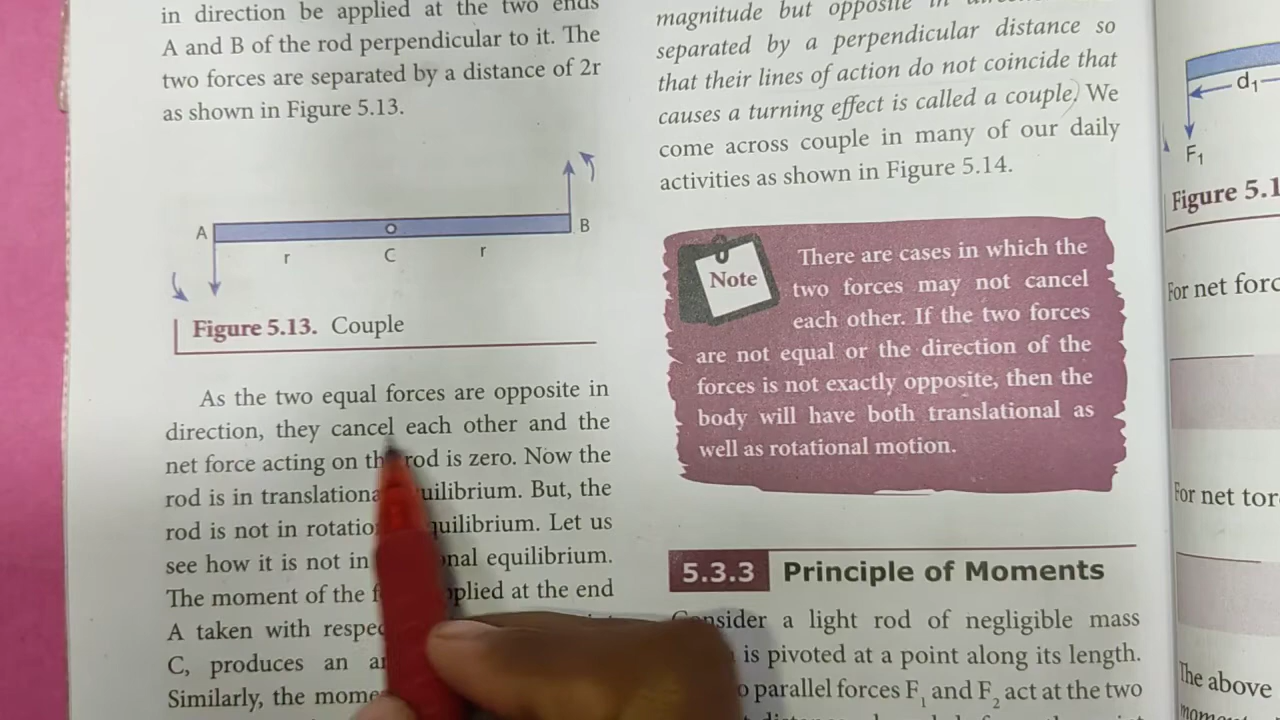 in direction be applied at the two ends
A and B of the rod perpendicular to it. The
two forces are separated by a distance of 2r
as shown in Figure 5.13.
A
B
r
C
r
Figure 5.13. Couple
As the two equal forces are opposite in
direction, they cancel each other and the
net force acting on the rod is zero. Now the
rod is in translational equilibrium. But, the
rod is not in rotational equilibrium. Let us
see how it is not in rotational equilibrium.
The moment of the force applied at the end
A taken with respect
C, produces an
Similarly, the
magnitude but opposite in
separated by a perpendicular distance so
that their lines of action do not coincide that
causes a turning effect is called a couple. We
come across couple in many of our daily
activities as shown in Figure 5.14.
Note
There are cases in which the
two forces may not cancel
each other. If the two forces
are not equal or the direction of the
forces is not exactly opposite, then the
body will have both translational as
well as rotational motion.
5.3.3 Principle of Moments
Consider a light rod of negligible mass
is pivoted at a point along its length.
parallel forces F1 and F2 act at the two
d1
F1
Figure
For net
For net
The above